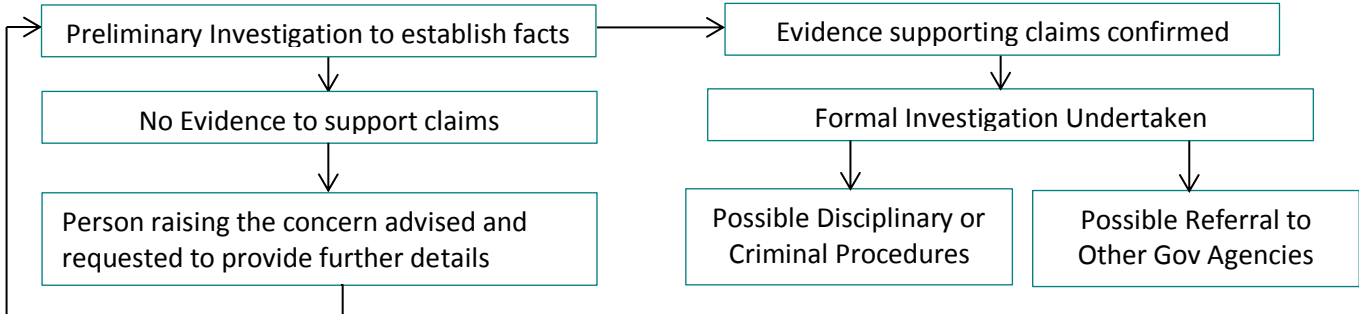 Preliminary Investigation to establish facts
Evidence supporting claims confirmed
No Evidence to support claims
Formal Investigation Undertaken
Person raising the concern advised and
requested to provide further details
Possible Disciplinary or
Criminal Procedures
Possible Referral to
Other Gov Agencies